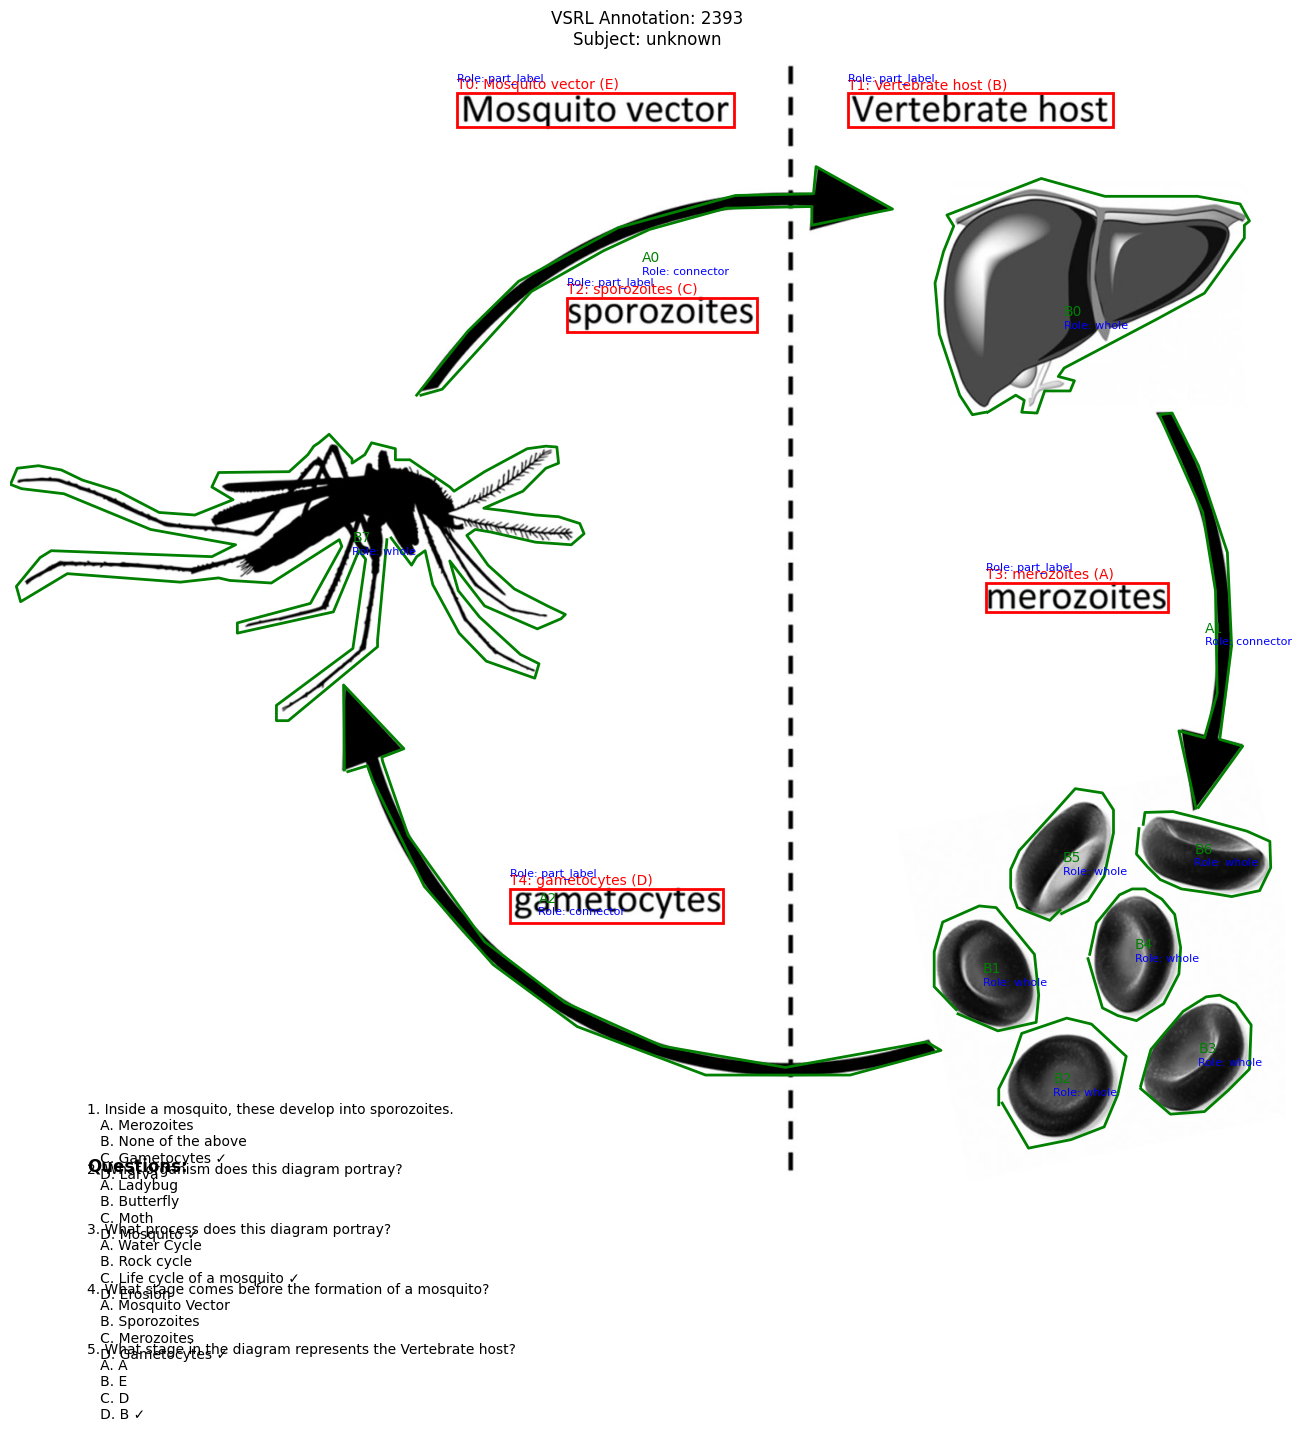 VSRL Annotation: 2393
Subject: unknown
Role: part_label
T0: Mosquito vector (E)
Mosquito vector
Role: part_label
T1: Vertebrate host (B)
Vertebrate host
A0
Role: connector
Role: part_label
T2: sporozoites (C)
sporozoites
B0
Role: whole
B7
Role: whole
Role: part_label
T3: merozoites (A)
merozoites
A1
Role: connector
B5
Role: whole
B6
Role: whole
Role: part_label
T4: gametocytes (D)
gametocytes
A2
Role: connector
B4
Role: whole
B1
Role: whole
B3
Role: whole
B2
Role: whole
1. Inside a mosquito, these develop into sporozoites.
A. Merozoites
B. None of the above
C. Gametocytes ✓
D. Larva
Questions:
2. What organism does this diagram portray?
A. Ladybug
B. Butterfly
C. Moth
D. Mosquito ✓
3. What process does this diagram portray?
A. Water Cycle
B. Rock cycle
C. Life cycle of a mosquito ✓
D. Erosion
4. What stage comes before the formation of a mosquito?
A. Mosquito Vector
B. Sporozoites
C. Merozoites
D. Gametocytes ✓
5. What stage in the diagram represents the Vertebrate host?
A. A
B. E
C. D
D. B ✓